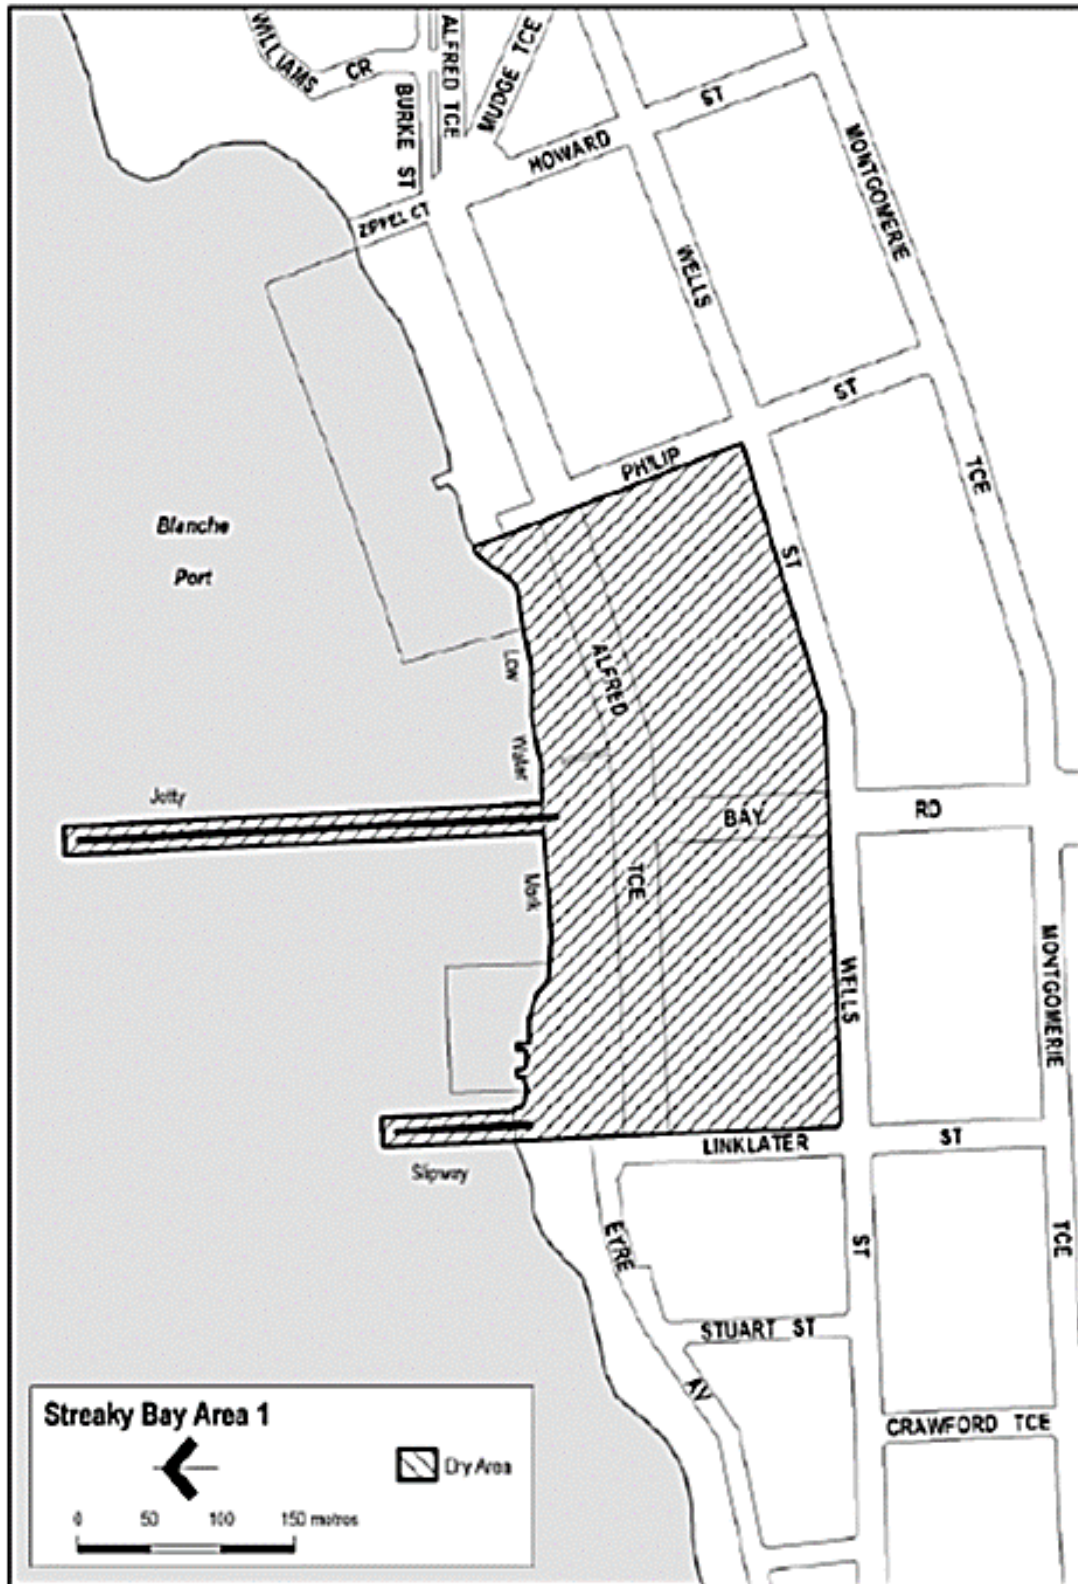 WILLIAMS CR
ALFRED TCE
MUDGE TCE
BURKE ST
HOWARD ST
ZIPPEL CT
MONTGOMERIE TCE
WELLS ST
PHILIP ST
Blanche
Port
Low
Water
Mark
ALFRED TCE
Jetty
BAY RD
WELLS ST
MONTGOMERIE TCE
LINKLATER ST
Slipway
EYRE AV
STUART ST
CRAWFORD TCE
Streaky Bay Area 1
Dry Area
0 50 100 150 metres